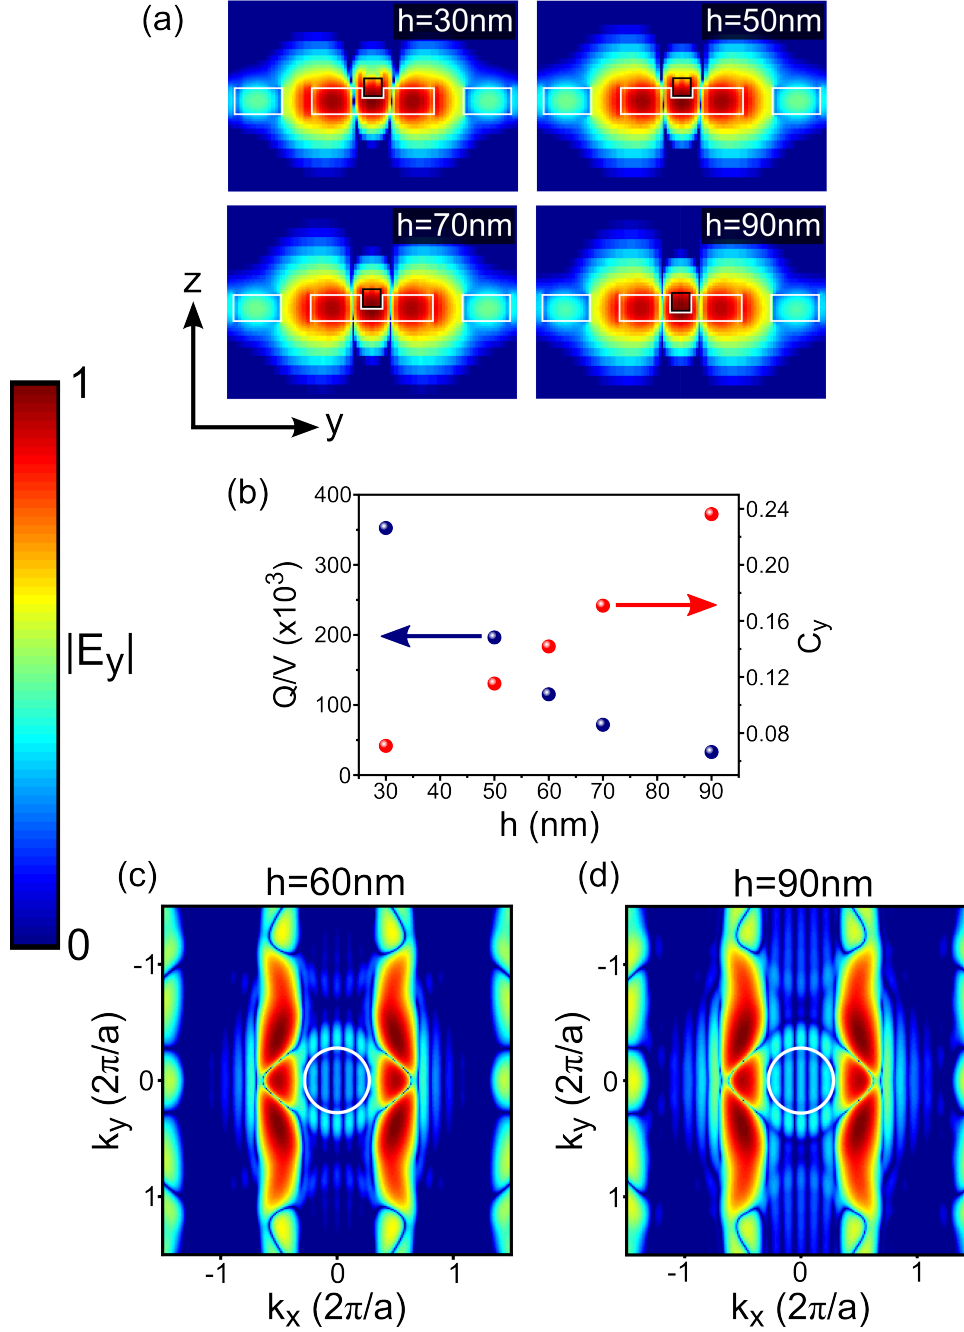 (a)
h=30nm
h=50nm
h=70nm
h=90nm
z
y
1
|Ey|
0
(b)
400
300
200
100
0
Q/V (x10³)
0.24
0.20
0.16
0.12
0.08
Cy
30 40 50 60 70 80 90
h (nm)
(c)
h=60nm
-1
0
1
ky (2π/a)
-1 0 1
kx (2π/a)
(d)
h=90nm
-1
0
1
ky (2π/a)
-1 0 1
kx (2π/a)